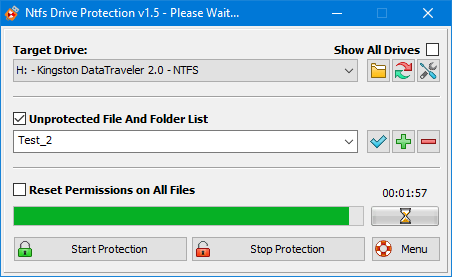 Ntfs Drive Protection v1.5 - Please Wait...
Target Drive:
Show All Drives
H: - Kingston DataTraveler 2.0 - NTFS
Unprotected File And Folder List
Test_2
Reset Permissions on All Files
00:01:57
Start Protection
Stop Protection
Menu